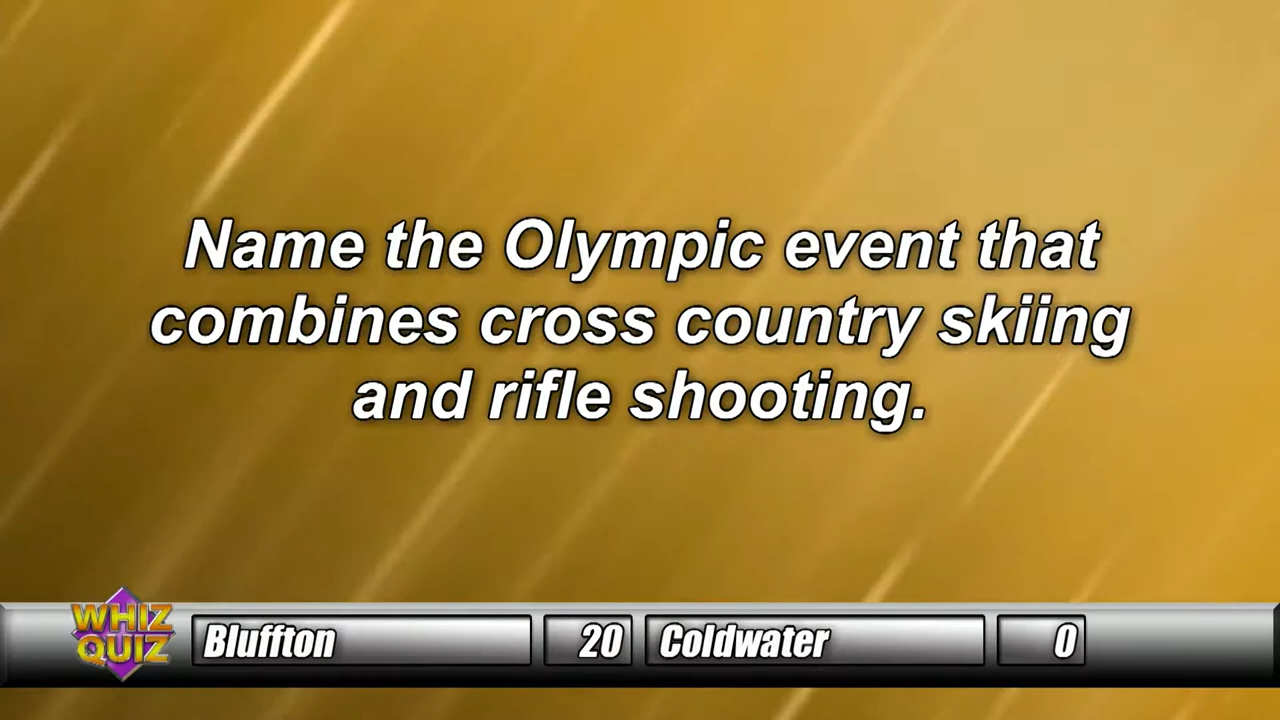 Name the Olympic event that
combines cross country skiing
and rifle shooting.
WHIZ
QUIZ
Bluffton 20 Coldwater 0